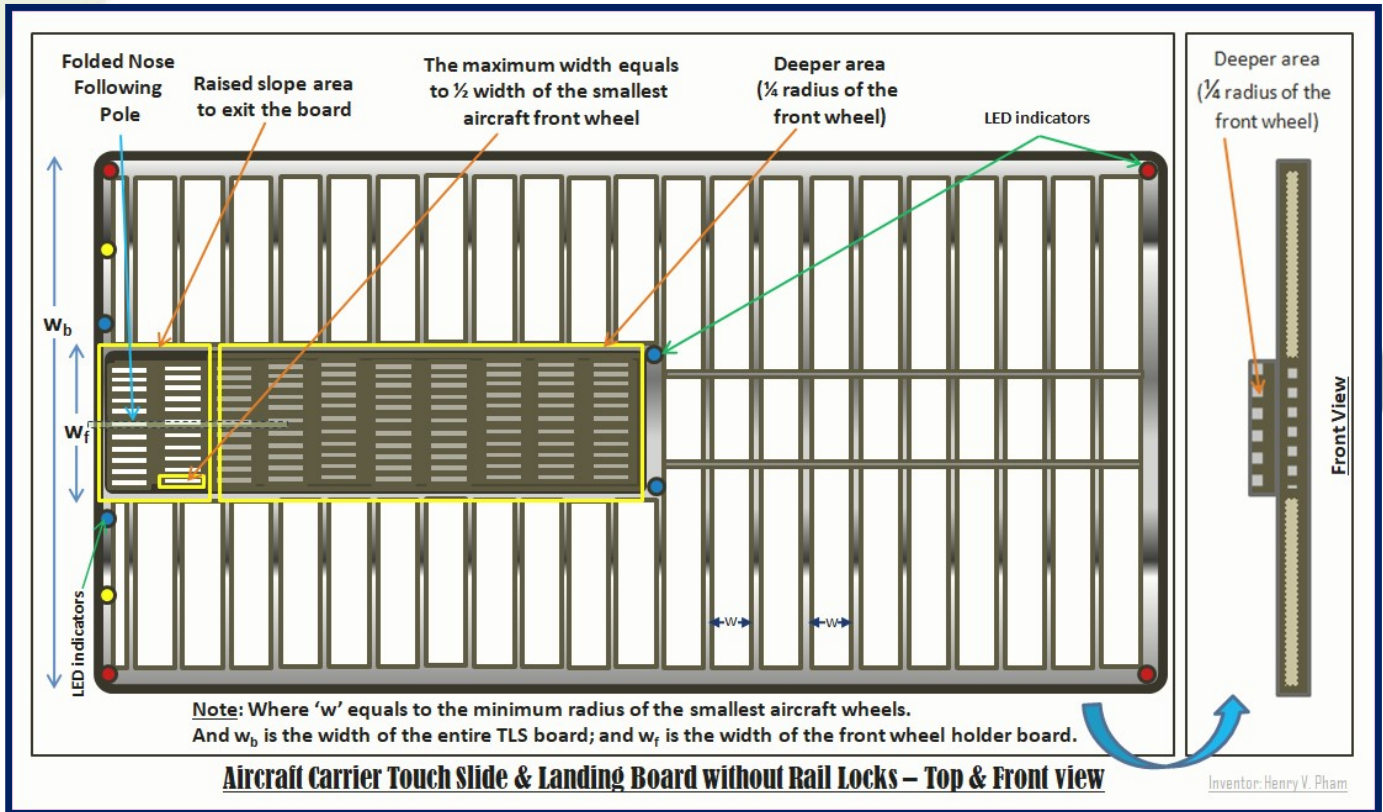 Folded Nose
Following
Pole
Raised slope area
to exit the board
The maximum width equals
to ½ width of the smallest
aircraft front wheel
Deeper area
(¼ radius of the
front wheel)
LED indicators
Deeper area
(¼ radius of the
front wheel)
wb
wf
LED indicators
w
w
Front View
Note: Where ‘w’ equals to the minimum radius of the smallest aircraft wheels.
And wb is the width of the entire TLS board; and wf is the width of the front wheel holder board.
Aircraft Carrier Touch Slide & Landing Board without Rail Locks – Top & Front view
Inventor: Henry V. Pham